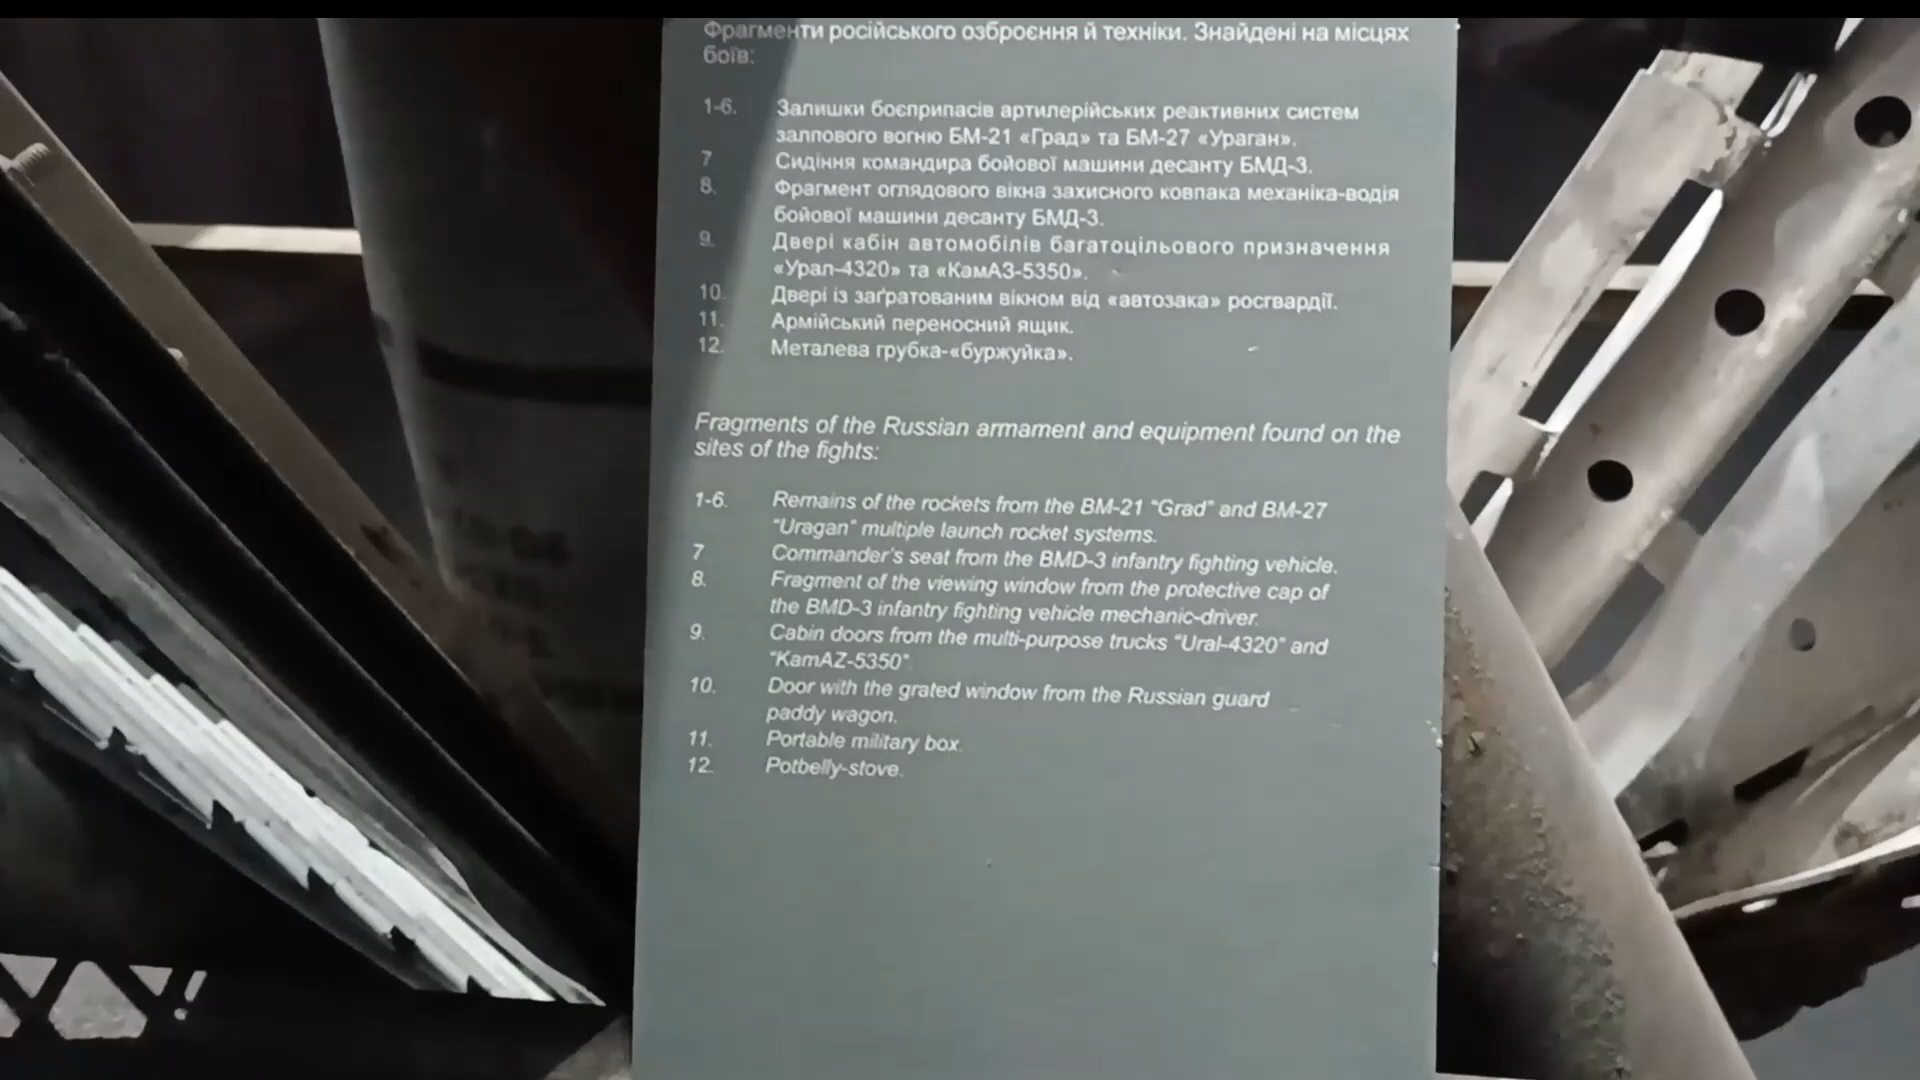 Фрагменти російського озброєння й техніки. Знайдені на місцях
боїв:
1-6. Залишки боєприпасів артилерійських реактивних систем
залпового вогню БМ-21 «Град» та БМ-27 «Ураган».
7 Сидіння командира бойової машини десанту БМД-3.
8. Фрагмент оглядового вікна захисного ковпака механіка-водія
бойової машини десанту БМД-3.
9. Двері кабін автомобілів багатоцільового призначення
«Урал-4320» та «КамАЗ-5350».
10. Двері із заґратованим вікном від «автозака» росгвардії.
11. Армійський переносний ящик.
12. Металева грубка-«буржуйка».
Fragments of the Russian armament and equipment found on the
sites of the fights:
1-6. Remains of the rockets from the BM-21 "Grad" and BM-27
"Uragan" multiple launch rocket systems.
7 Commander's seat from the BMD-3 infantry fighting vehicle.
8. Fragment of the viewing window from the protective cap of
the BMD-3 infantry fighting vehicle mechanic-driver.
9. Cabin doors from the multi-purpose trucks "Ural-4320" and
"KamAZ-5350".
10. Door with the grated window from the Russian guard
paddy wagon.
11. Portable military box.
12. Potbelly-stove.